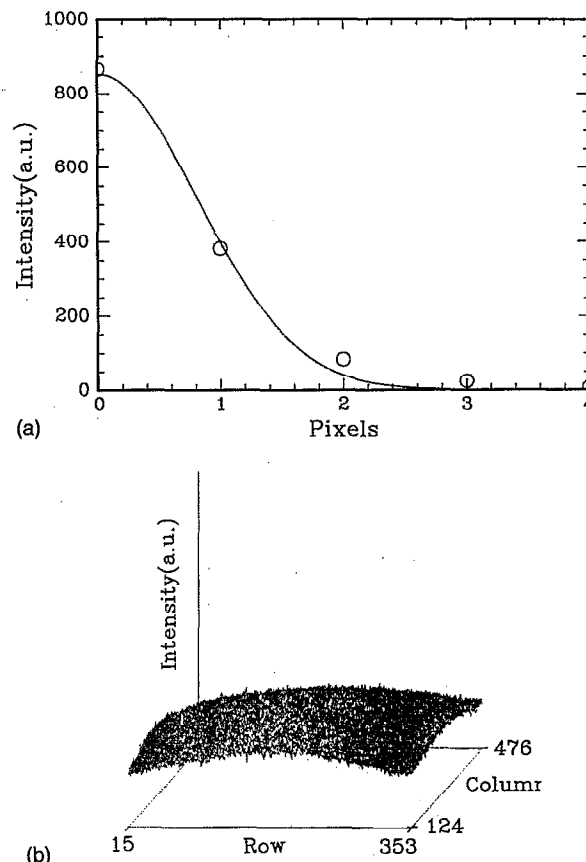 1000
800
600
400
200
0
Intensity(a.u.)
0 1 2 3 4
Pixels
(a)
Intensity(a.u.)
476
Columr
124
15 Row 353
(b)